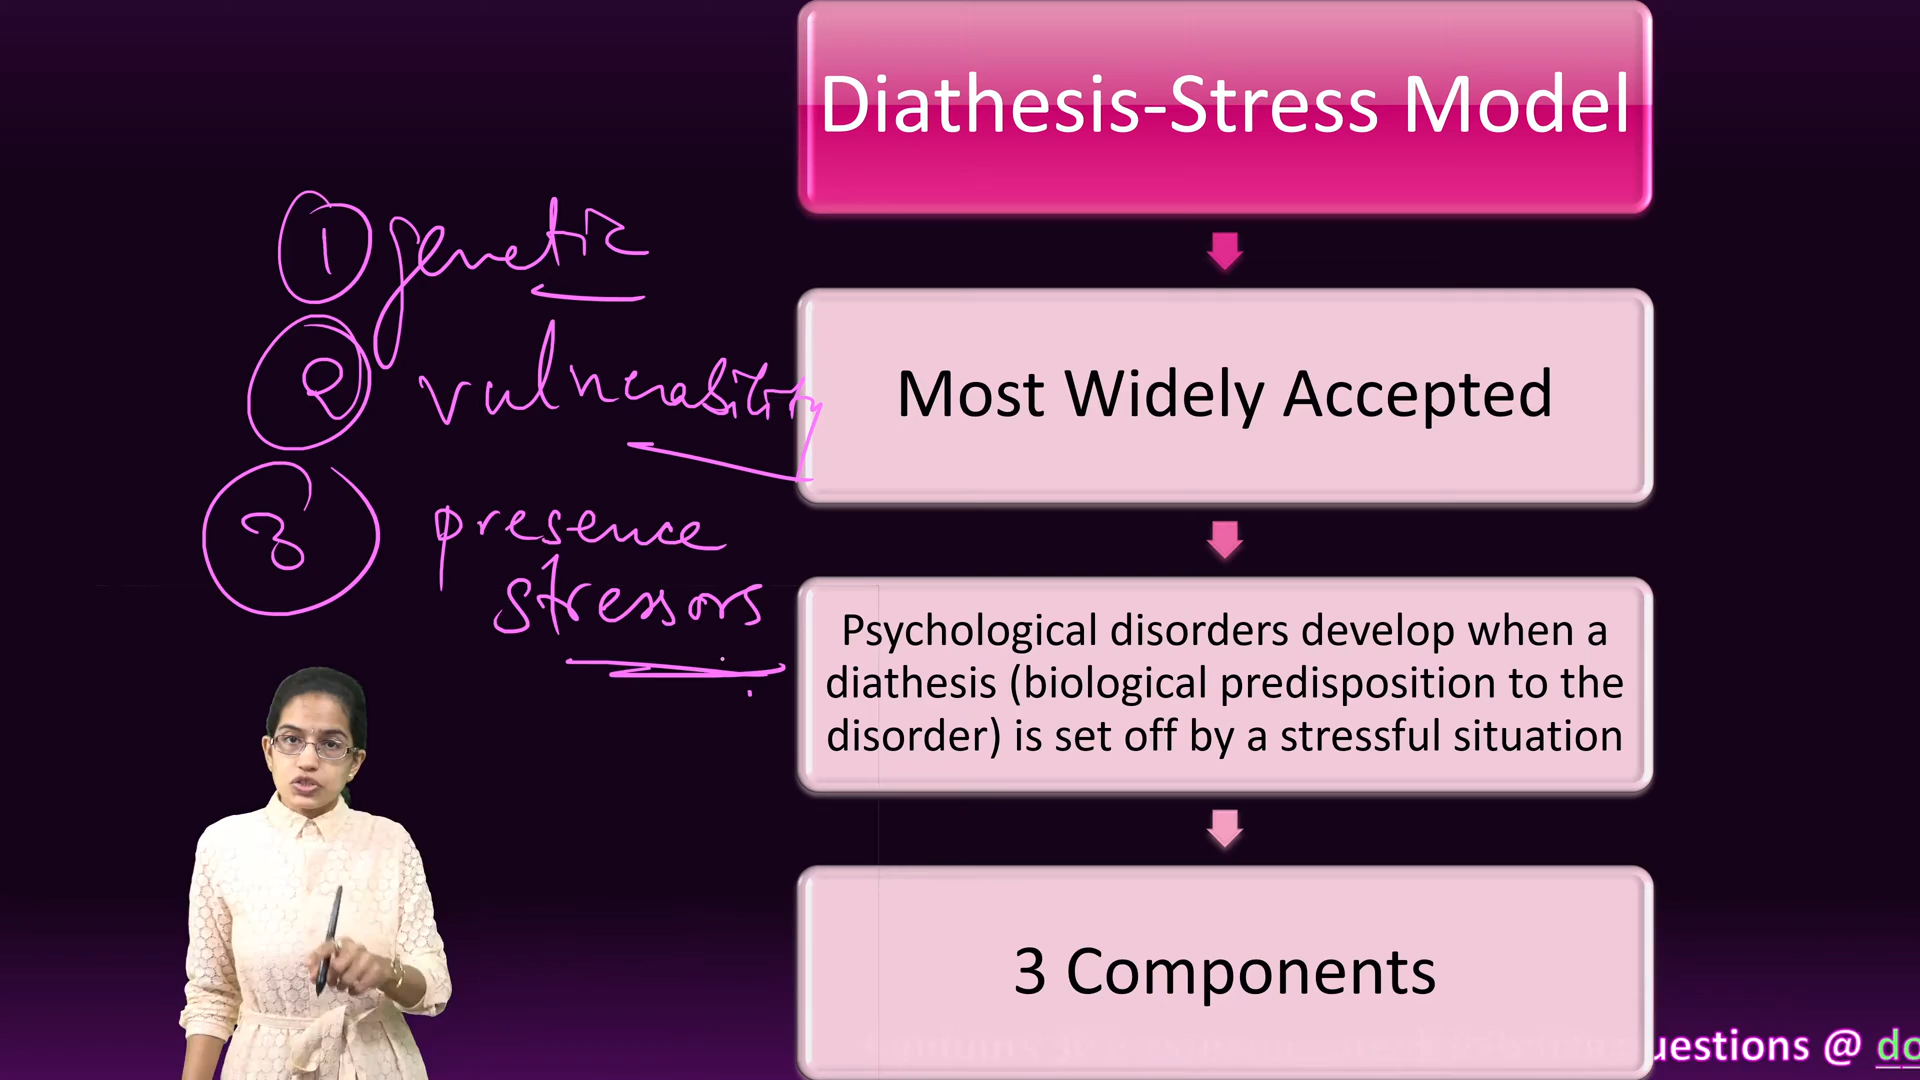 Diathesis-Stress Model
1 genetic
2 vulnerability
Most Widely Accepted
3 presence
stressors
Psychological disorders develop when a
diathesis (biological predisposition to the
disorder) is set off by a stressful situation
3 Components
uestions @ do